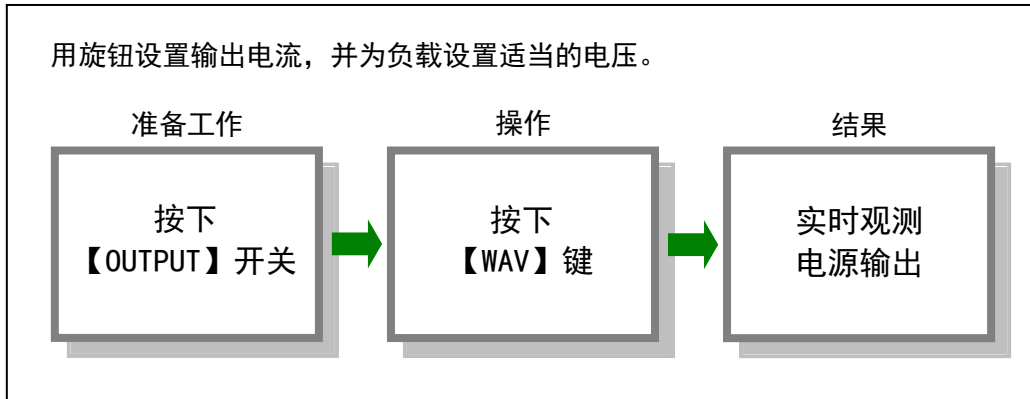 用旋钮设置输出电流，并为负载设置适当的电压。
准备工作
操作
结果
按下
【OUTPUT】开关
按下
【WAV】键
实时观测
电源输出